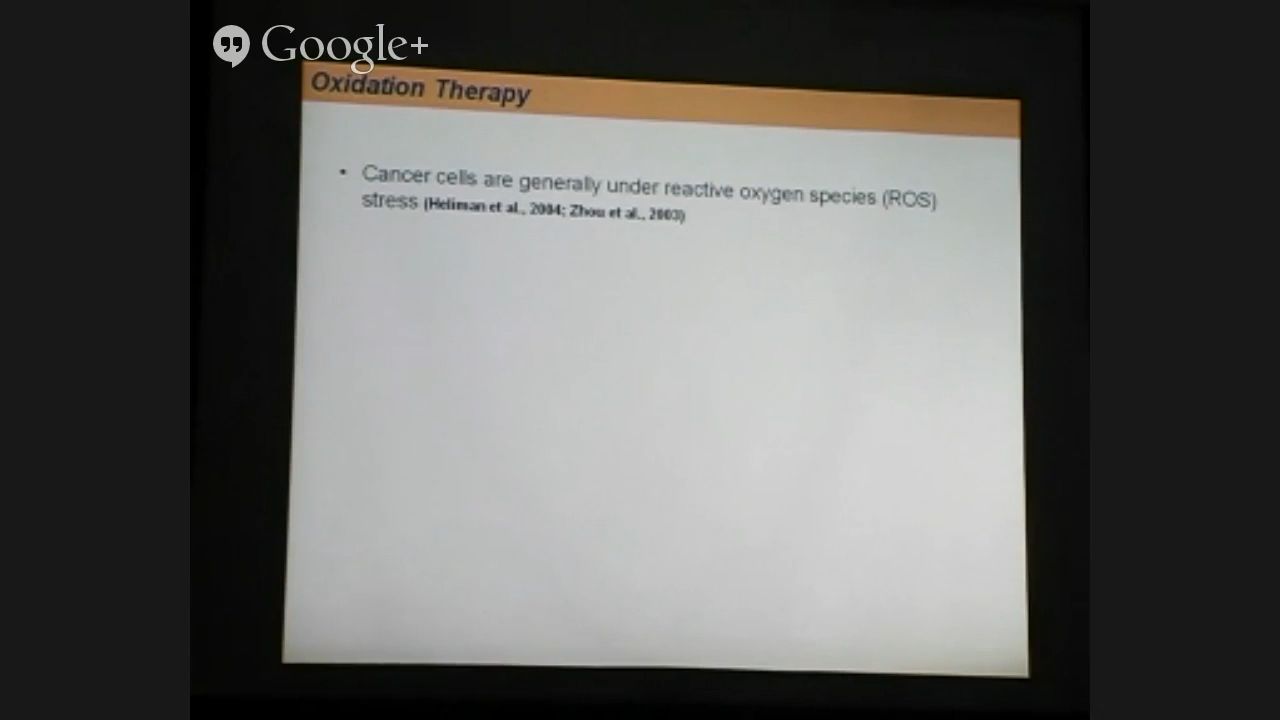 Google+
Oxidation Therapy
• Cancer cells are generally under reactive oxygen species (ROS)
stress (Heliman et al., 2004; Zhou et al., 2003)